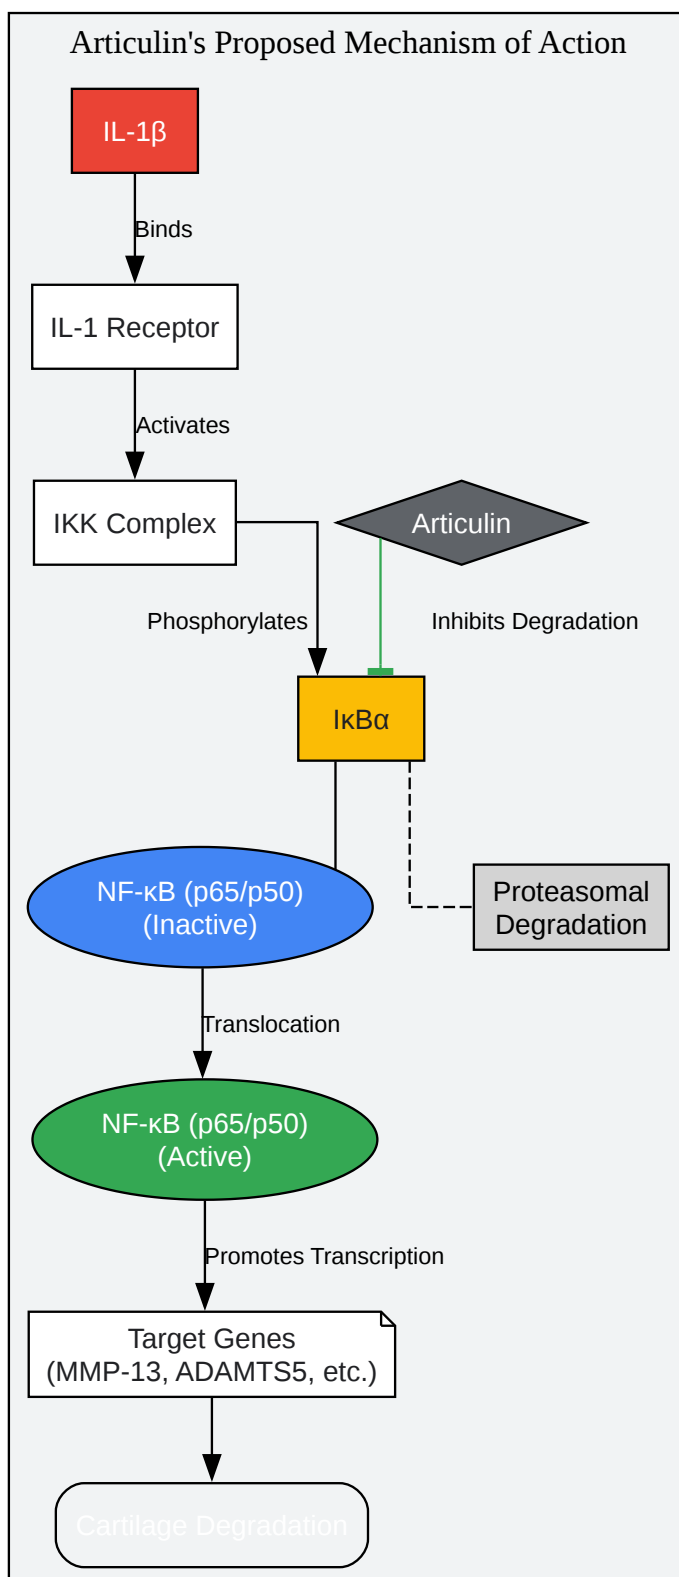 Articulin's Proposed Mechanism of Action
IL-1β
Binds
IL-1 Receptor
Activates
IKK Complex
Articulin
Phosphorylates
Inhibits Degradation
IκBα
NF-κB (p65/p50)
(Inactive)
Proteasomal
Degradation
Translocation
NF-κB (p65/p50)
(Active)
Promotes Transcription
Target Genes
(MMP-13, ADAMTS5, etc.)
Cartilage Degradation